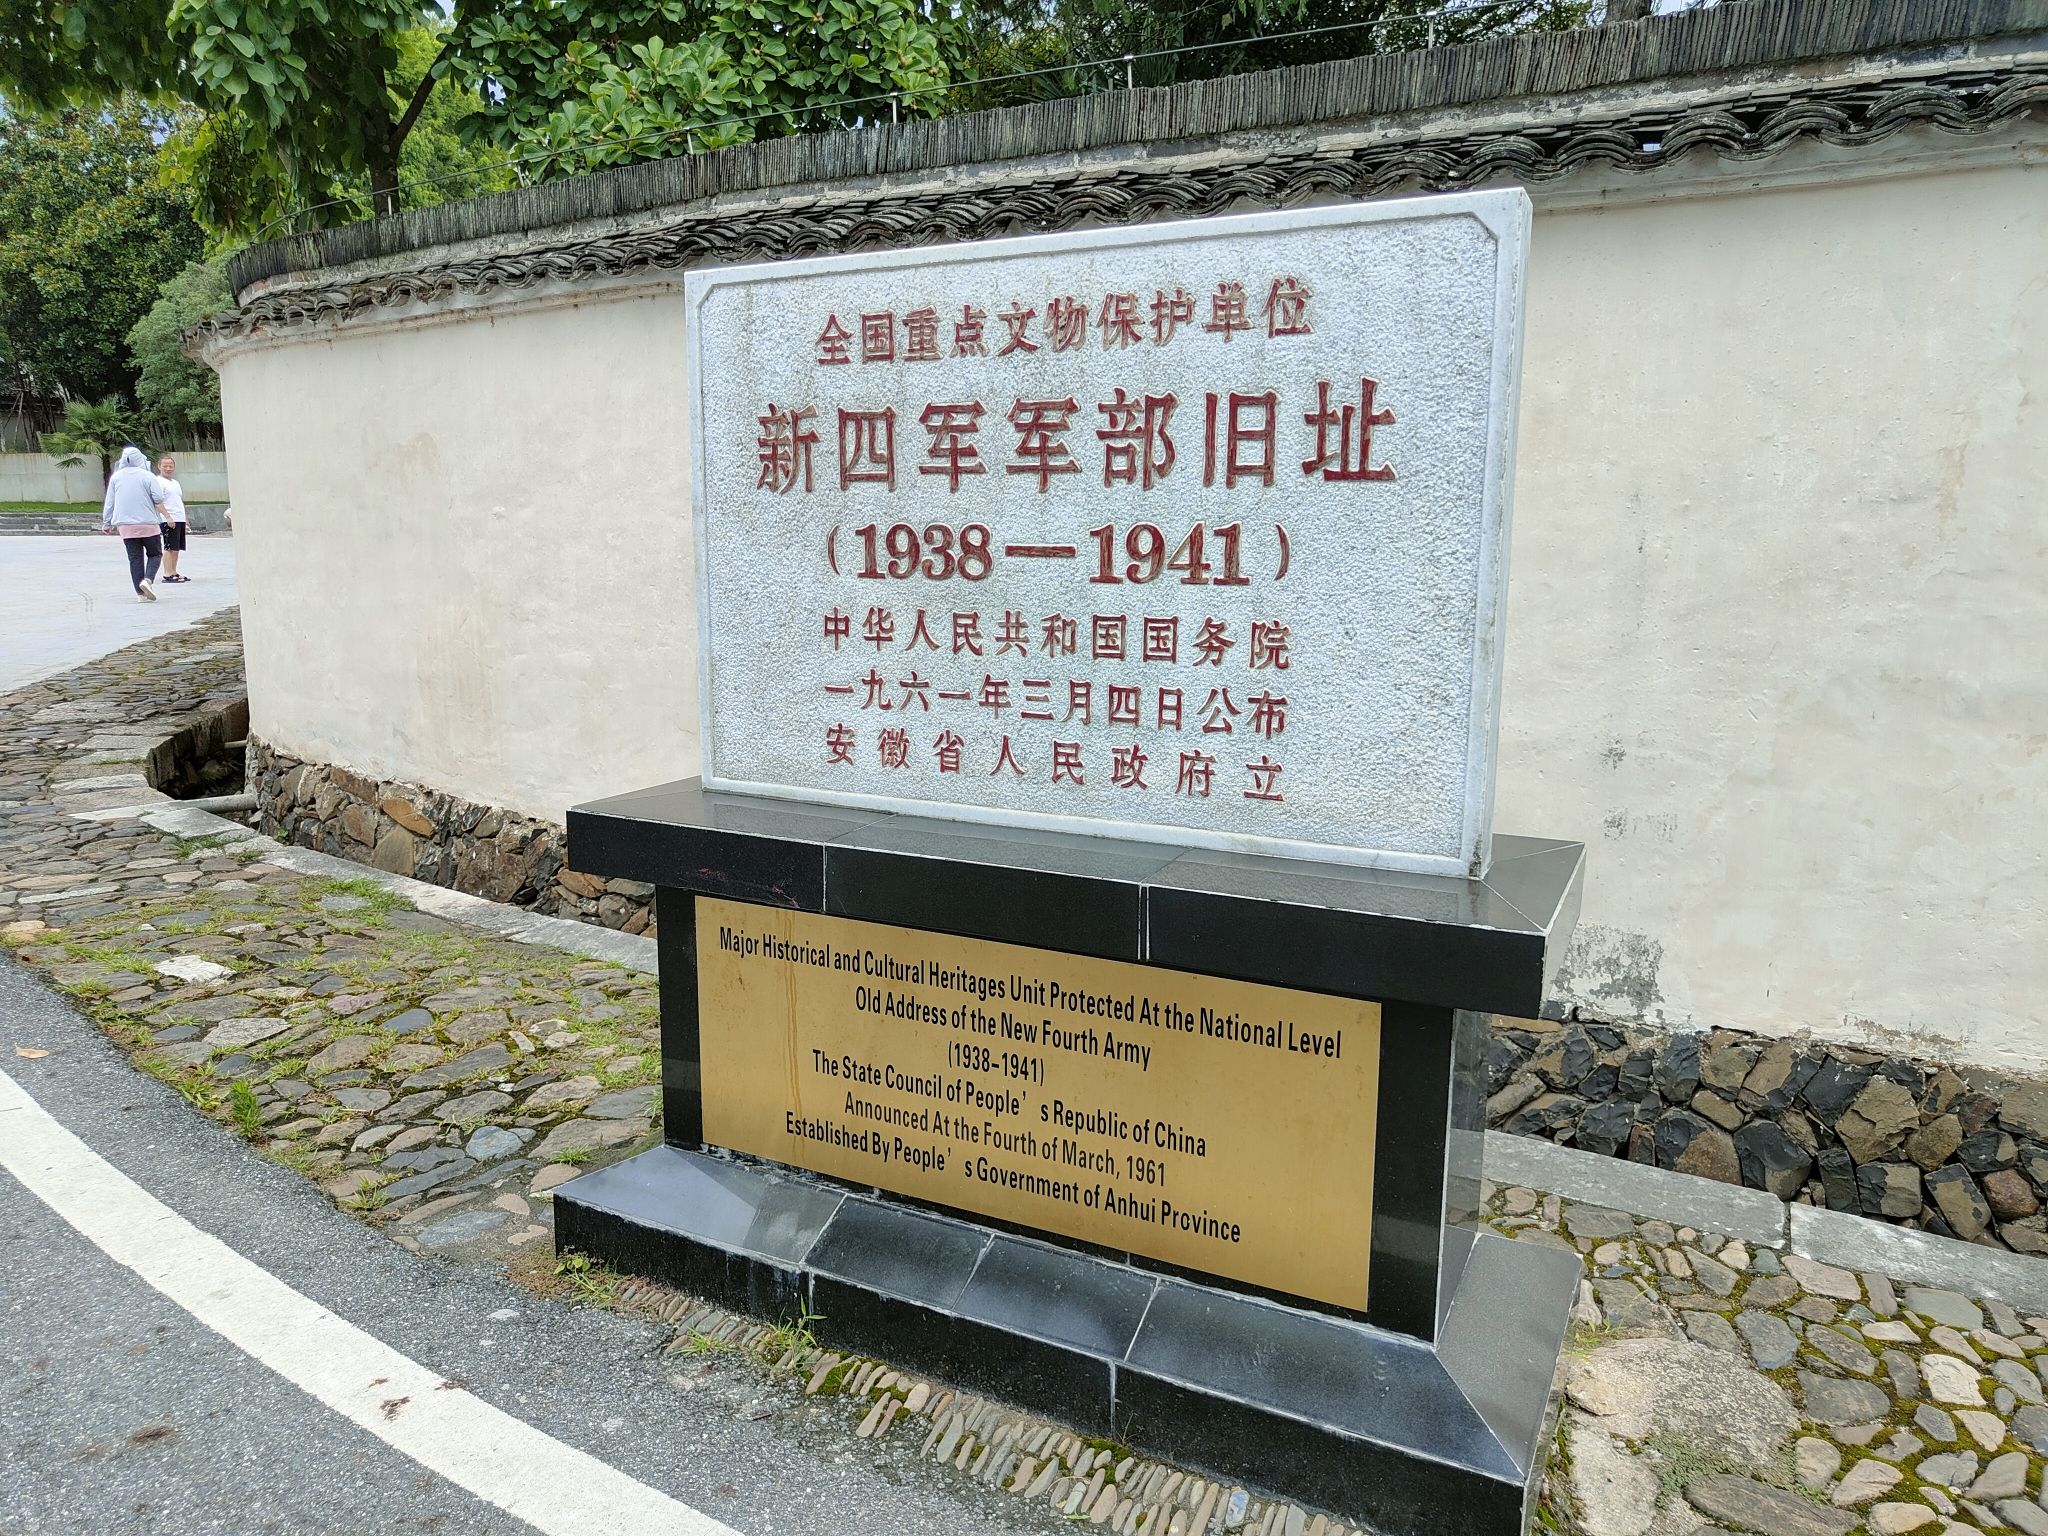 全国重点文物保护单位
新四军军部旧址
（1938—1941）
中华人民共和国国务院
一九六一年三月四日公布
安徽省人民政府立
Major Historical and Cultural Heritages Unit Protected At the National Level
Old Address of the New Fourth Army
(1938-1941)
The State Council of People's Republic of China
Announced At the Fourth of March, 1961
Established By People's Government of Anhui Province